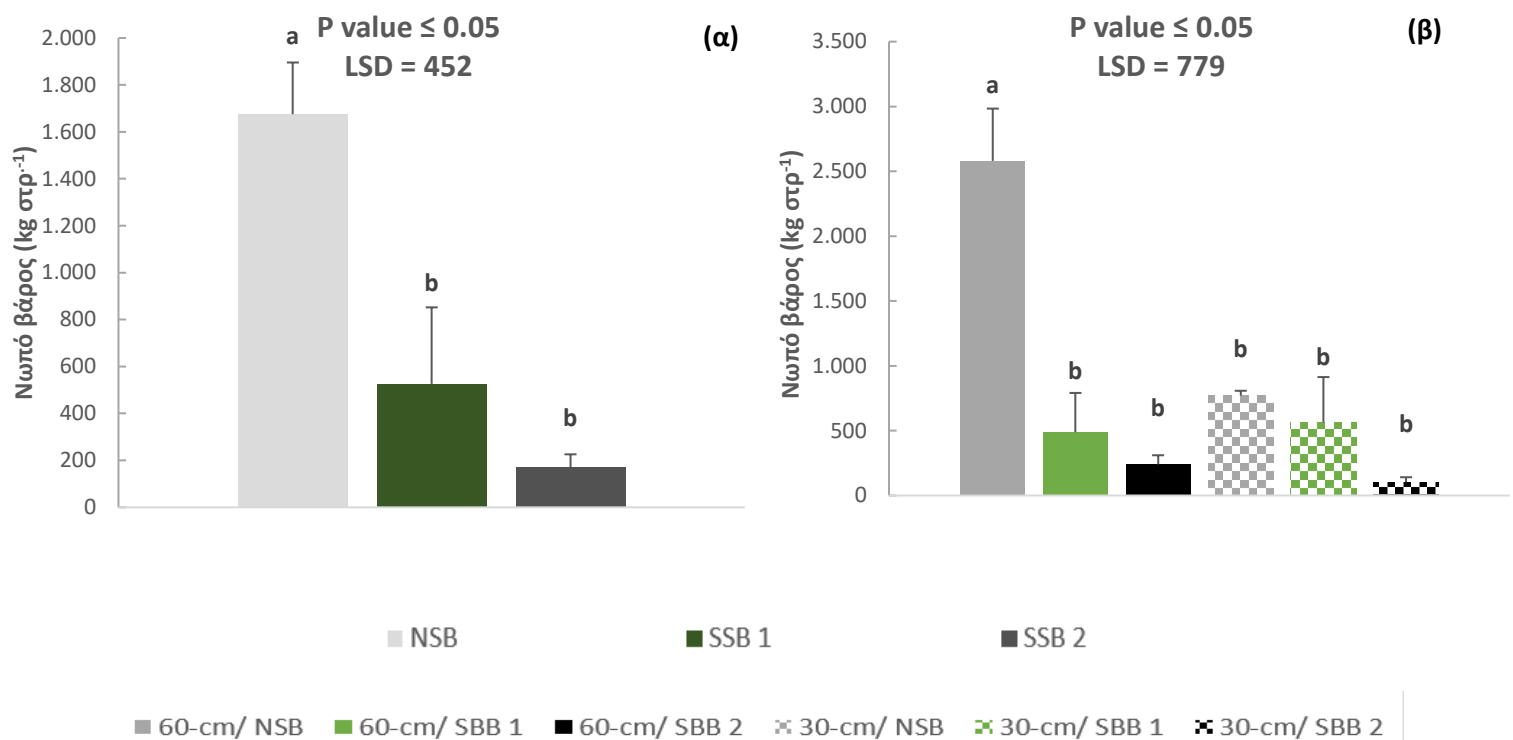 P value ≤ 0.05
LSD = 452
(α)
a
b
b
2.000
1.800
1.600
1.400
1.200
1.000
800
600
400
200
0
Νωπό βάρος (kg στρ.-1)
P value ≤ 0.05
LSD = 779
(β)
a
b
b
b
b
b
3.500
3.000
2.500
2.000
1.500
1.000
500
0
Νωπό βάρος (kg στρ-1)
NSB SSB 1 SSB 2
60-cm/ NSB 60-cm/ SBB 1 60-cm/ SBB 2 30-cm/ NSB 30-cm/ SBB 1 30-cm/ SBB 2